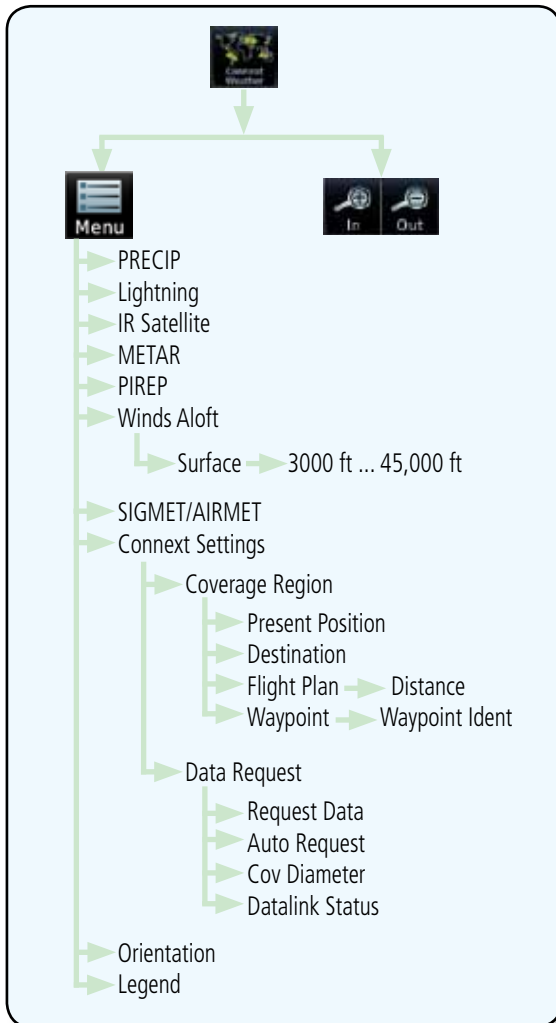 Connext
Weather
Menu
In Out
PRECIP
Lightning
IR Satellite
METAR
PIREP
Winds Aloft
Surface 3000 ft ... 45,000 ft
SIGMET/AIRMET
Connext Settings
Coverage Region
Present Position
Destination
Flight Plan Distance
Waypoint Waypoint Ident
Data Request
Request Data
Auto Request
Cov Diameter
Datalink Status
Orientation
Legend